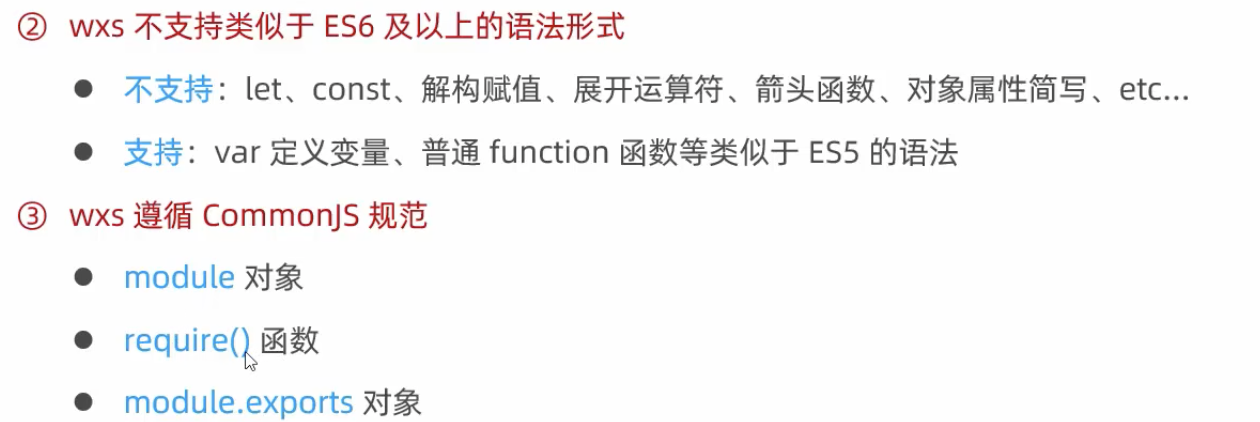 ② wxs 不支持类似于 ES6 及以上的语法形式
● 不支持：let、const、解构赋值、展开运算符、箭头函数、对象属性简写、etc...
● 支持：var 定义变量、普通 function 函数等类似于 ES5 的语法
③ wxs 遵循 CommonJS 规范
● module 对象
● require() 函数
● module.exports 对象